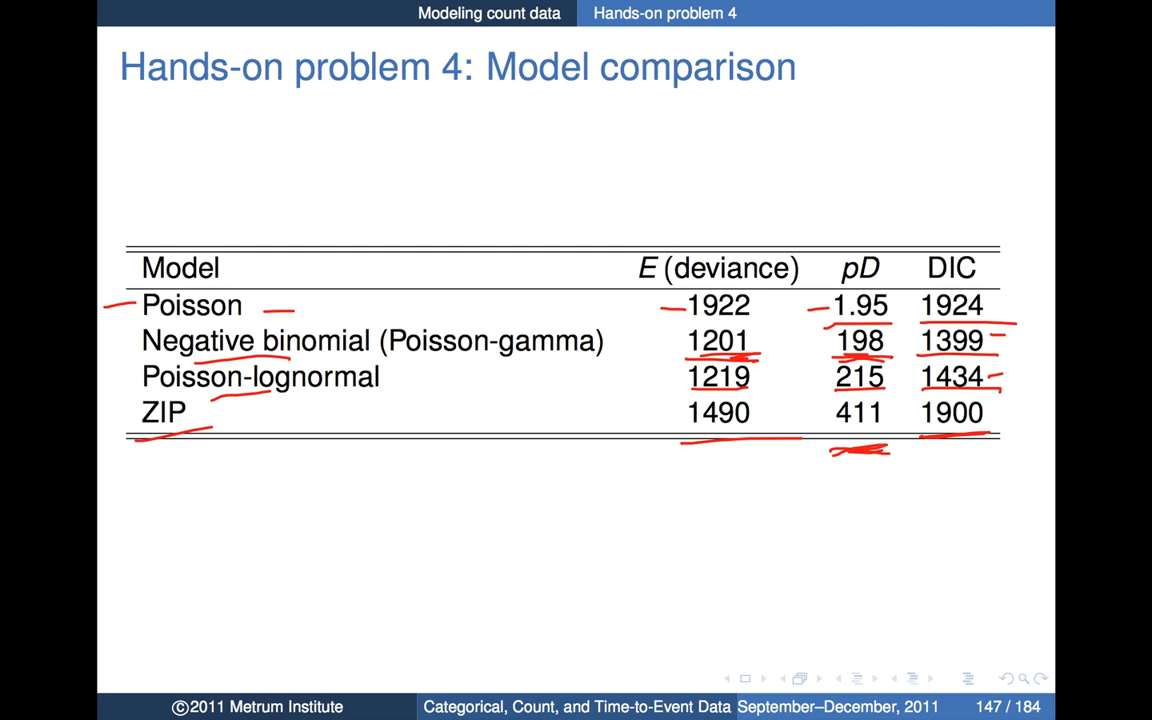 Modeling count data Hands-on problem 4
Hands-on problem 4: Model comparison
Model E (deviance) pD DIC
Poisson 1922 1.95 1924
Negative binomial (Poisson-gamma) 1201 198 1399
Poisson-lognormal 1219 215 1434
ZIP 1490 411 1900
©2011 Metrum Institute Categorical, Count, and Time-to-Event Data September–December, 2011 147 / 184